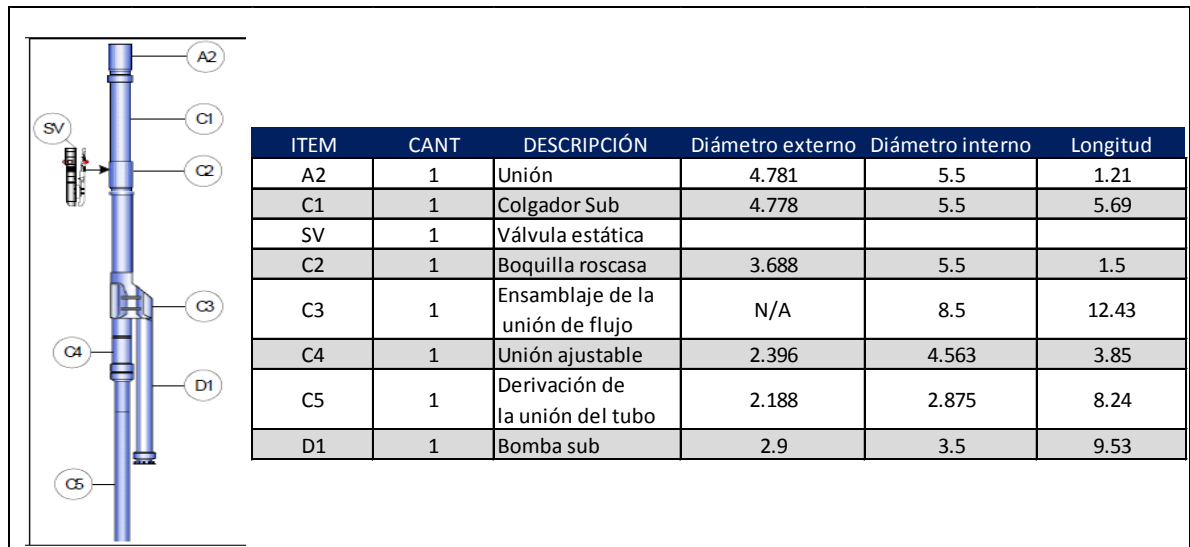 A2
C1
SV
C2
C3
C4
D1
C5
ITEM CANT DESCRIPCIÓN Diámetro externo Diámetro interno Longitud
A2 1 Unión 4.781 5.5 1.21
C1 1 Colgador Sub 4.778 5.5 5.69
SV 1 Válvula estática
C2 1 Boquilla roscasa 3.688 5.5 1.5
C3 1 Ensamblaje de la N/A 8.5 12.43
unión de flujo
C4 1 Unión ajustable 2.396 4.563 3.85
C5 1 Derivación de 2.188 2.875 8.24
la unión del tubo
D1 1 Bomba sub 2.9 3.5 9.53